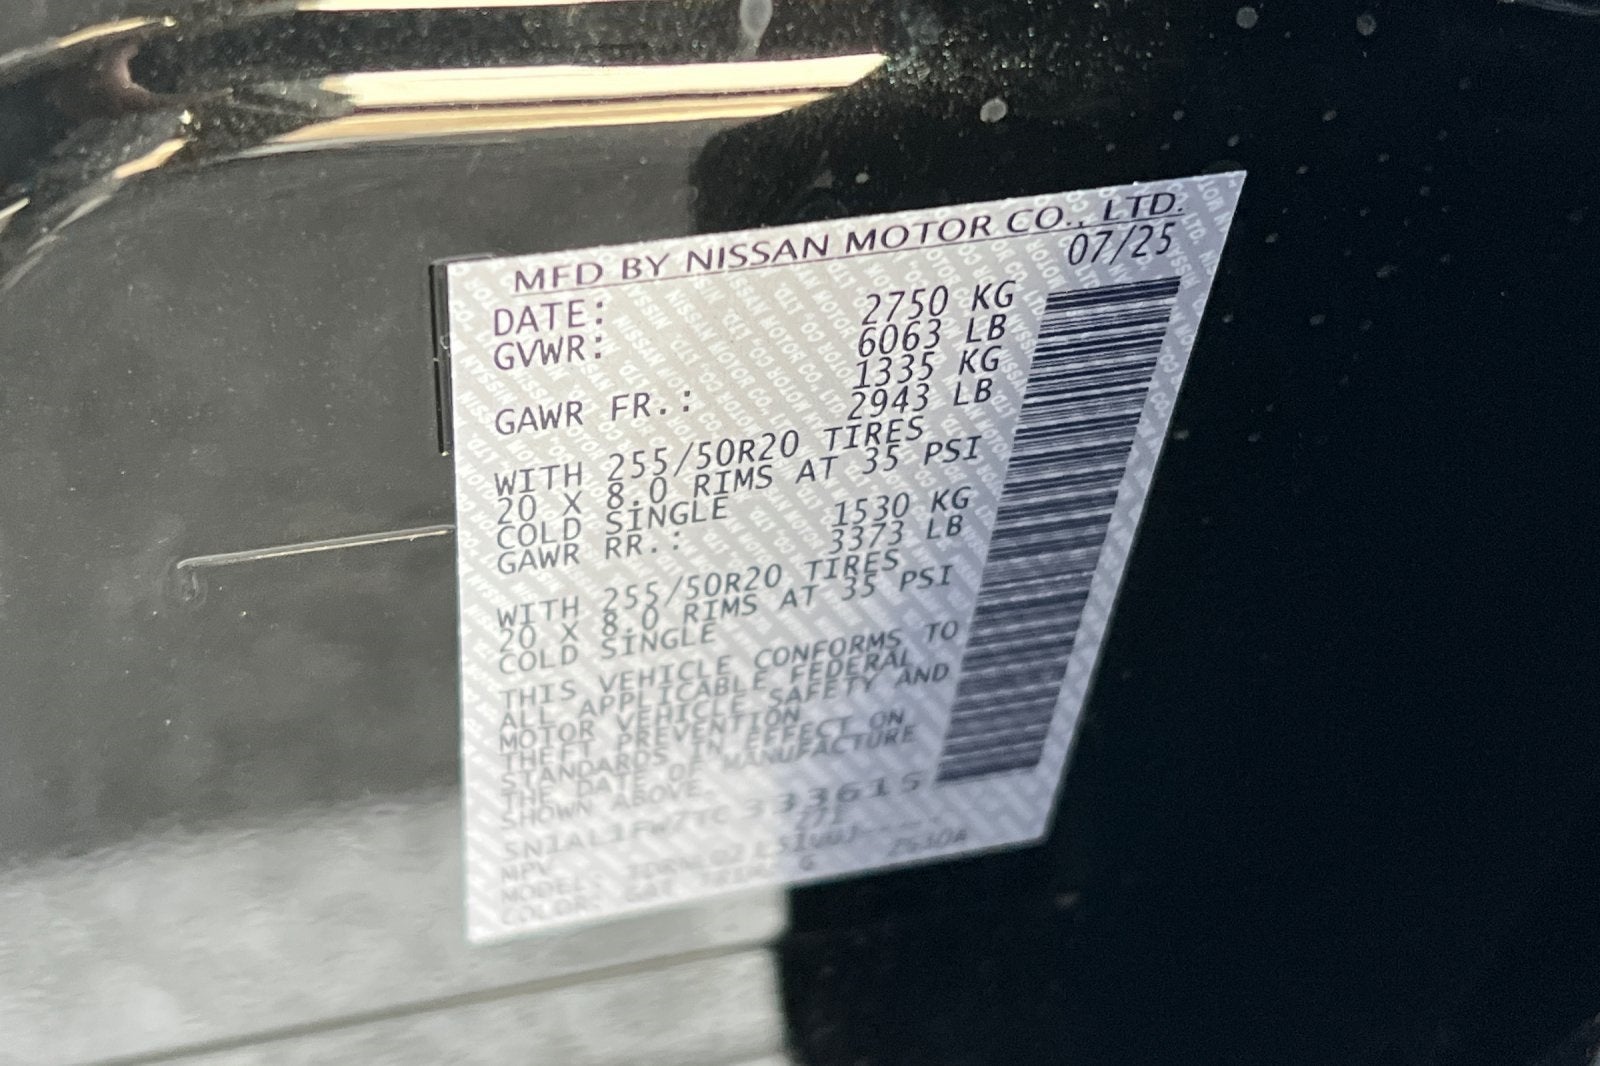 MFD BY NISSAN MOTOR CO., LTD.
DATE: 07/25
GVWR: 2750 KG
6063 LB
GAWR FR.: 1335 KG
2943 LB
WITH 255/50R20 TIRES
20 X 8.0 RIMS AT 35 PSI
COLD SINGLE
GAWR RR.: 1530 KG
3373 LB
WITH 255/50R20 TIRES
20 X 8.0 RIMS AT 35 PSI
COLD SINGLE
THIS VEHICLE CONFORMS TO
ALL APPLICABLE FEDERAL
MOTOR VEHICLE SAFETY AND
THEFT PREVENTION
STANDARDS IN EFFECT ON
THE DATE OF MANUFACTURE
SHOWN ABOVE.
MPV
MODEL:
COLOR: